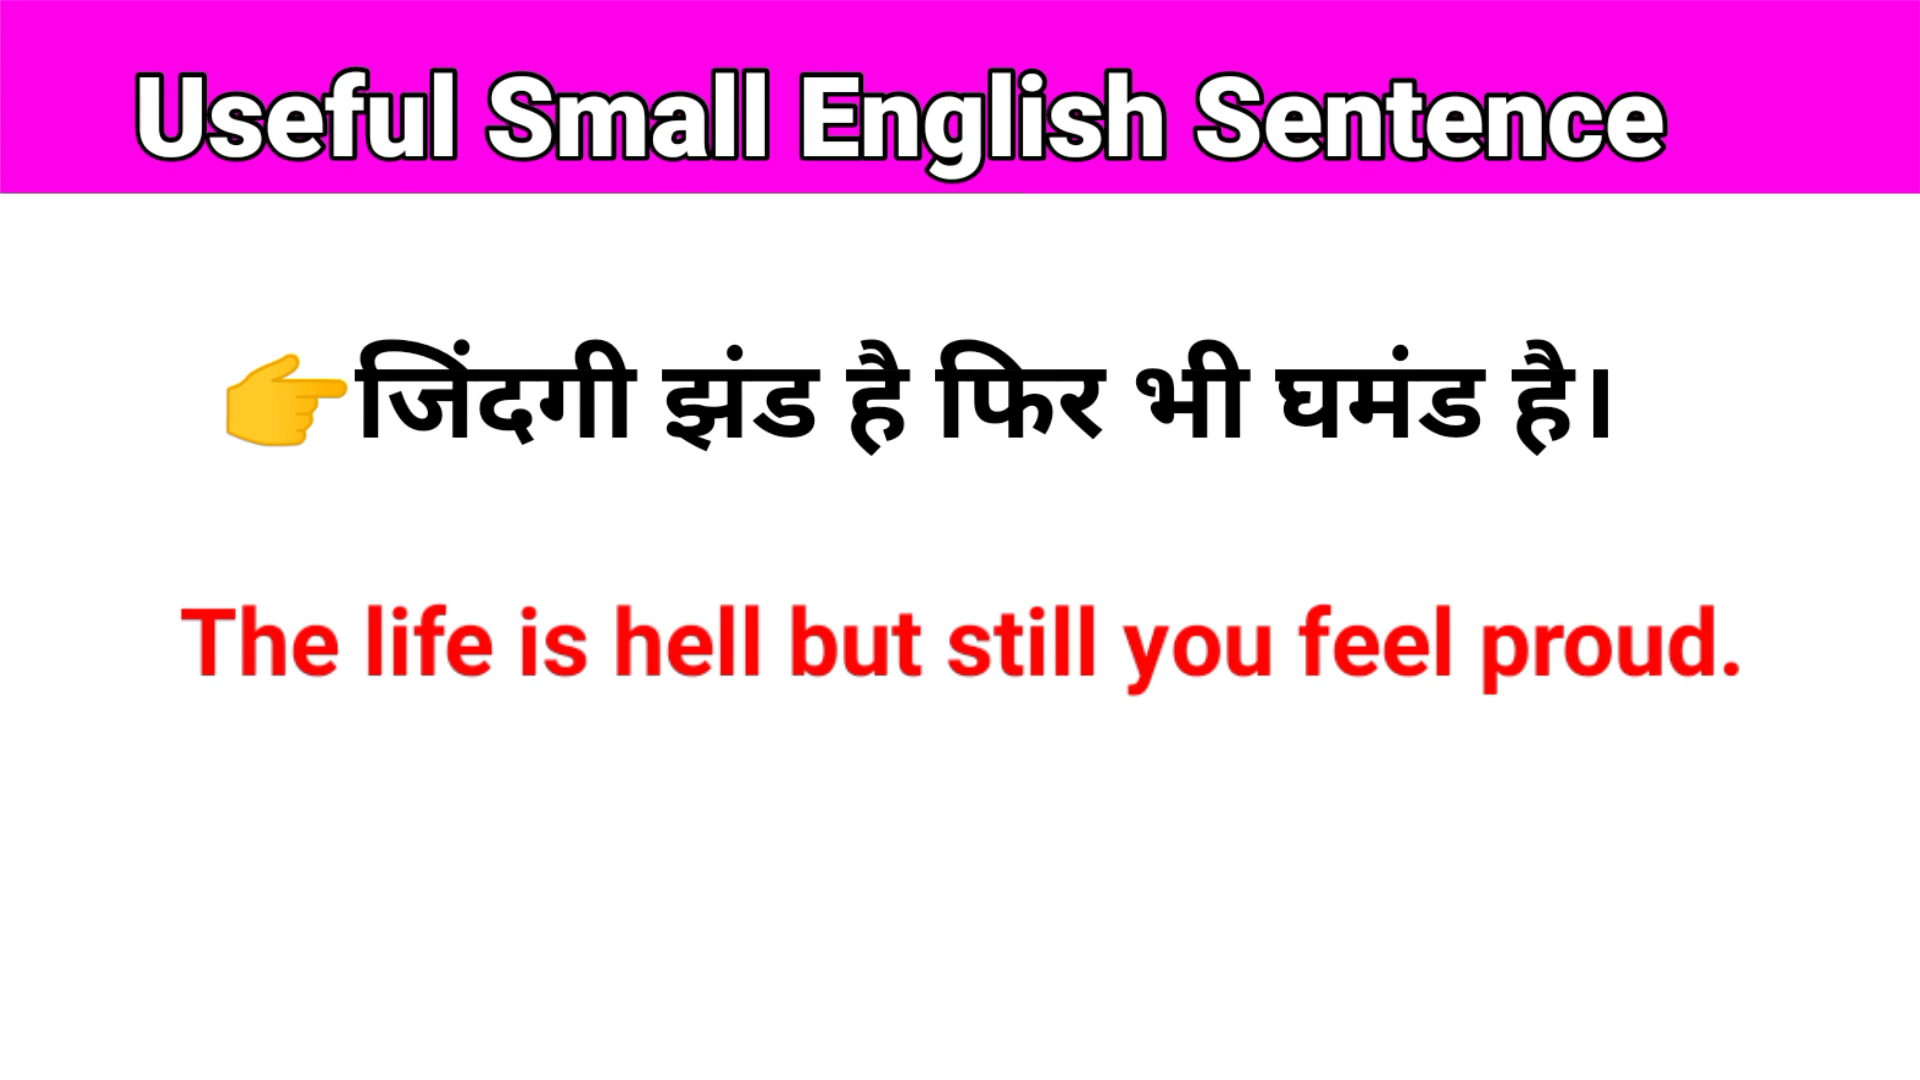 Useful Small English Sentence
👉जिंदगी झंड है फिर भी घमंड है।
The life is hell but still you feel proud.